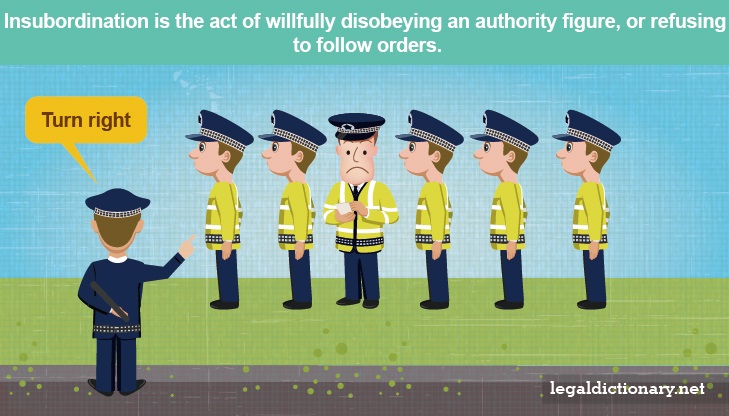 Insubordination is the act of willfully disobeying an authority figure, or refusing
to follow orders.
Turn right
legaldictionary.net